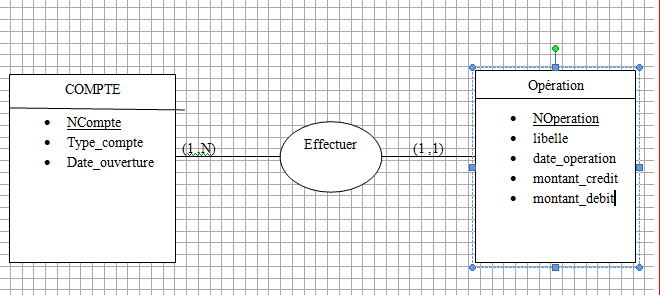 COMPTE
NCompte
Type_compte
Date_ouverture
(1 ,N)
Effectuer
(1 ,1)
Opération
NOperation
libelle
date_operation
montant_credit
montant_debit